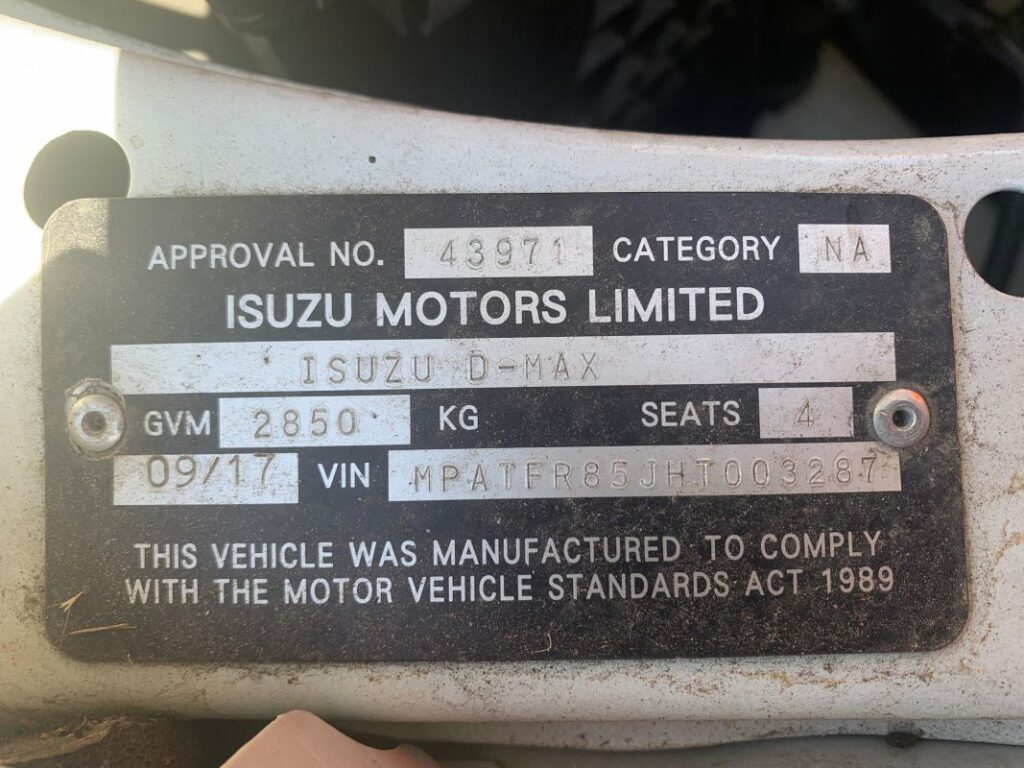 APPROVAL NO. 43971 CATEGORY NA
ISUZU MOTORS LIMITED
ISUZU D-MAX
GVM 2850 KG SEATS 4
09/17 VIN MPATFR85JHT003287
THIS VEHICLE WAS MANUFACTURED TO COMPLY
WITH THE MOTOR VEHICLE STANDARDS ACT 1989